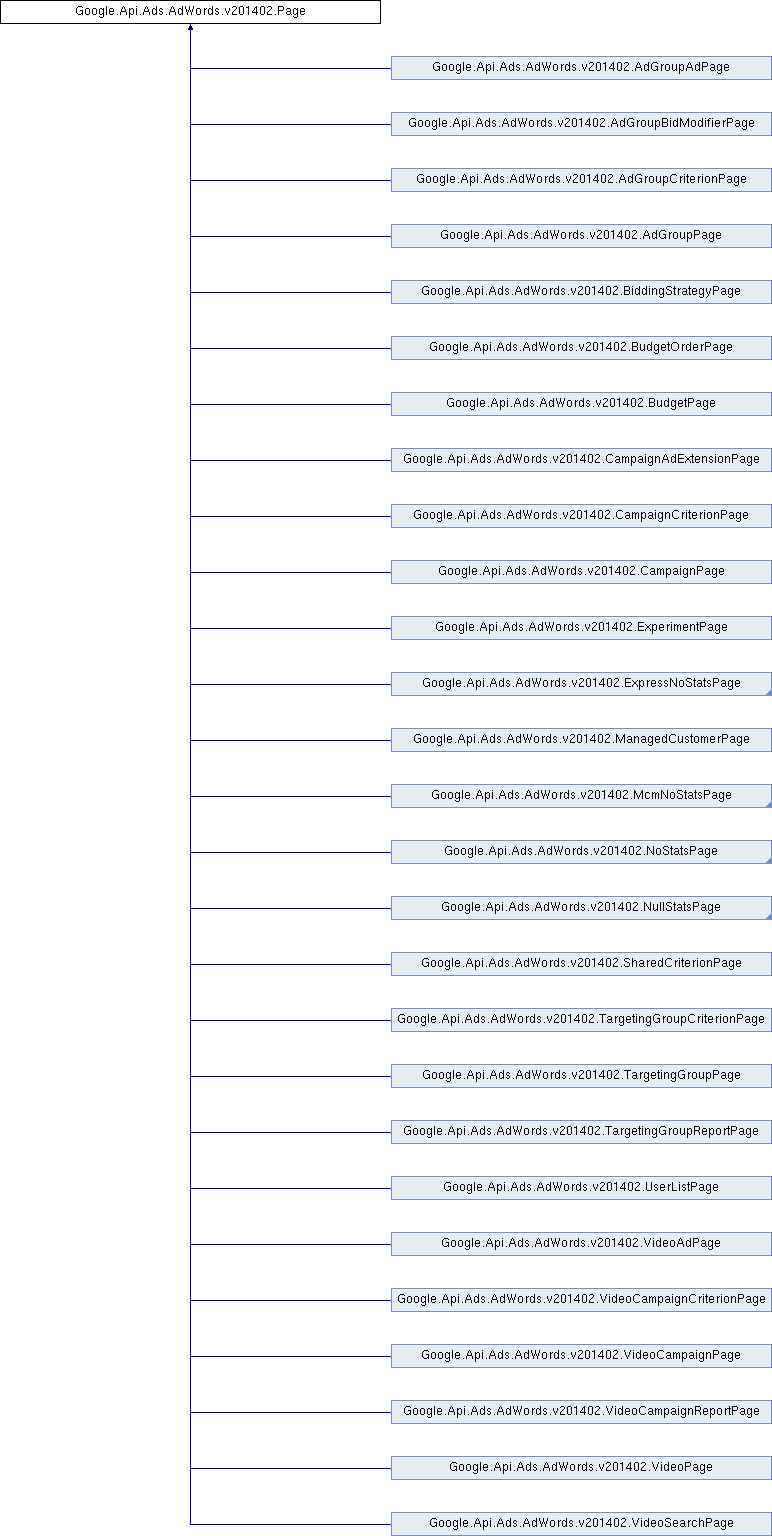 Google.Api.Ads.AdWords.v201402.Page
Google.Api.Ads.AdWords.v201402.AdGroupAdPage
Google.Api.Ads.AdWords.v201402.AdGroupBidModifierPage
Google.Api.Ads.AdWords.v201402.AdGroupCriterionPage
Google.Api.Ads.AdWords.v201402.AdGroupPage
Google.Api.Ads.AdWords.v201402.BiddingStrategyPage
Google.Api.Ads.AdWords.v201402.BudgetOrderPage
Google.Api.Ads.AdWords.v201402.BudgetPage
Google.Api.Ads.AdWords.v201402.CampaignAdExtensionPage
Google.Api.Ads.AdWords.v201402.CampaignCriterionPage
Google.Api.Ads.AdWords.v201402.CampaignPage
Google.Api.Ads.AdWords.v201402.ExperimentPage
Google.Api.Ads.AdWords.v201402.ExpressNoStatsPage
Google.Api.Ads.AdWords.v201402.ManagedCustomerPage
Google.Api.Ads.AdWords.v201402.McmNoStatsPage
Google.Api.Ads.AdWords.v201402.NoStatsPage
Google.Api.Ads.AdWords.v201402.NullStatsPage
Google.Api.Ads.AdWords.v201402.SharedCriterionPage
Google.Api.Ads.AdWords.v201402.TargetingGroupCriterionPage
Google.Api.Ads.AdWords.v201402.TargetingGroupPage
Google.Api.Ads.AdWords.v201402.TargetingGroupReportPage
Google.Api.Ads.AdWords.v201402.UserListPage
Google.Api.Ads.AdWords.v201402.VideoAdPage
Google.Api.Ads.AdWords.v201402.VideoCampaignCriterionPage
Google.Api.Ads.AdWords.v201402.VideoCampaignPage
Google.Api.Ads.AdWords.v201402.VideoCampaignReportPage
Google.Api.Ads.AdWords.v201402.VideoPage
Google.Api.Ads.AdWords.v201402.VideoSearchPage